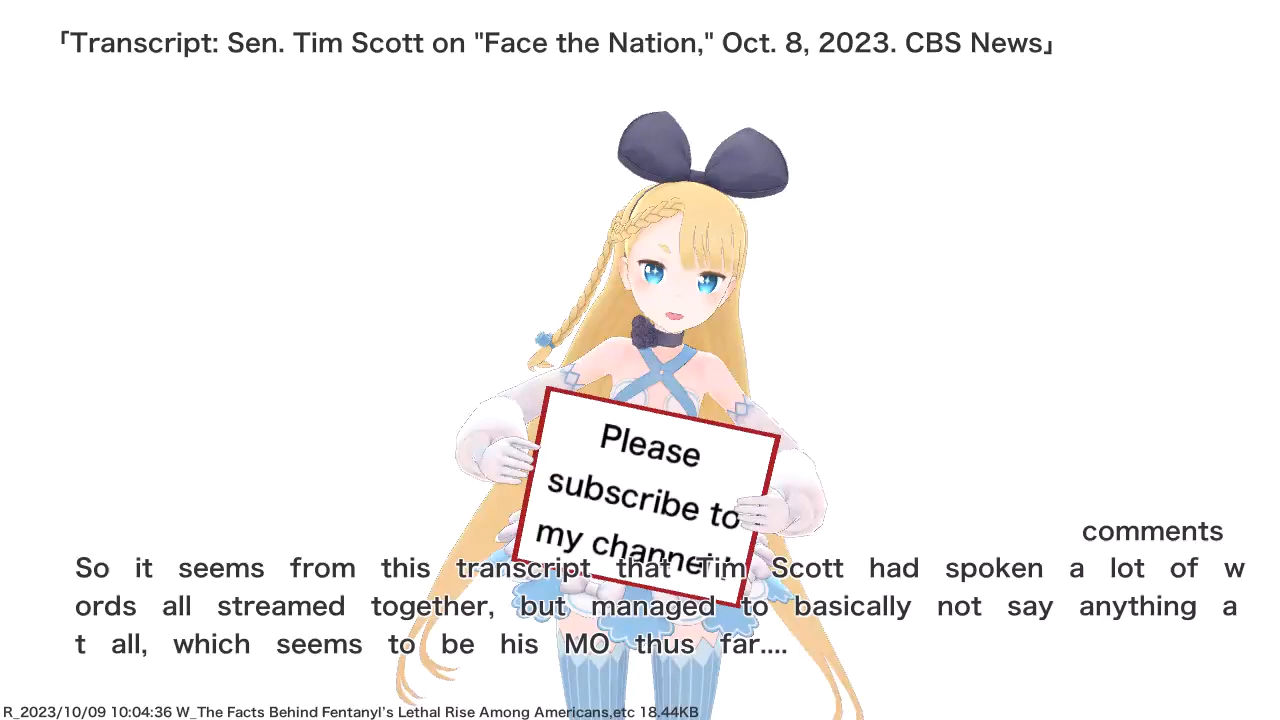 「Transcript: Sen. Tim Scott on "Face the Nation," Oct. 8, 2023. CBS News」
Please
subscribe to
my channel!
comments
So it seems from this transcript that Tim Scott had spoken a lot of w
ords all streamed together, but managed to basically not say anything a
t all, which seems to be his MO thus far....
R_2023/10/09 10:04:36 W_The Facts Behind Fentanyl's Lethal Rise Among Americans,etc 18.44KB